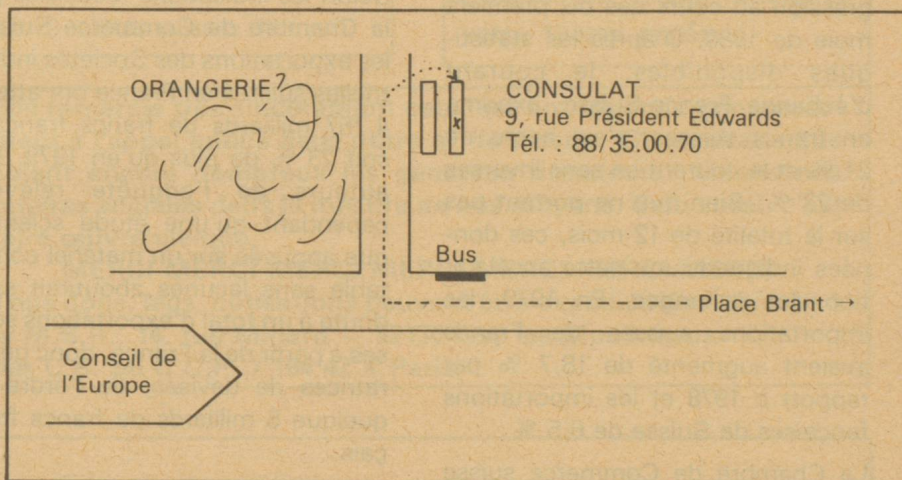 ORANGERIE?
CONSULAT
9, rue Président Edwards
Tél. : 88/35.00.70
x
Bus
Place Brant →
Conseil de
l'Europe